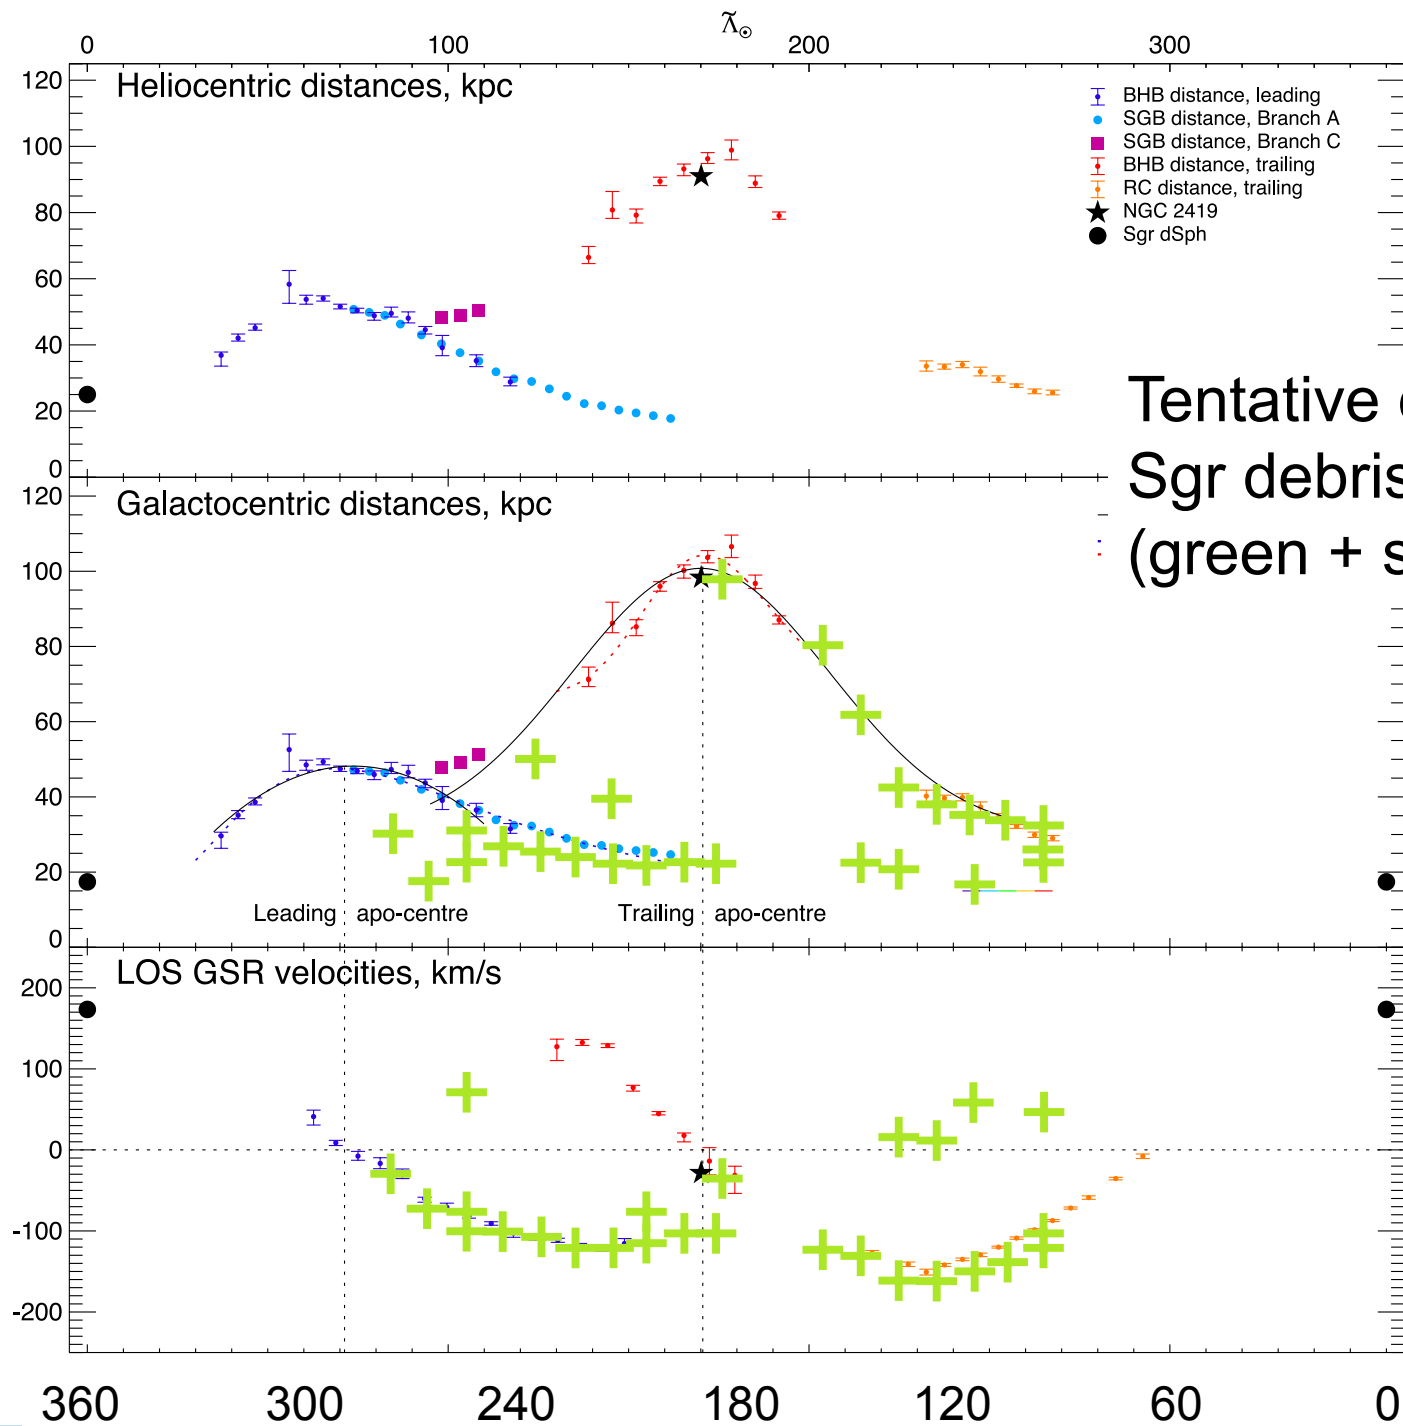 Λ̃☉
0 100 200 300
Heliocentric distances, kpc
120
100
80
60
40
20
0
BHB distance, leading
SGB distance, Branch A
SGB distance, Branch C
BHB distance, trailing
RC distance, trailing
NGC 2419
Sgr dSph
Tentative
Sgr debris
(green + s
Galactocentric distances, kpc
120
100
80
60
40
20
0
Leading apo-centre
Trailing apo-centre
LOS GSR velocities, km/s
200
100
0
-100
-200
360 300 240 180 120 60 0